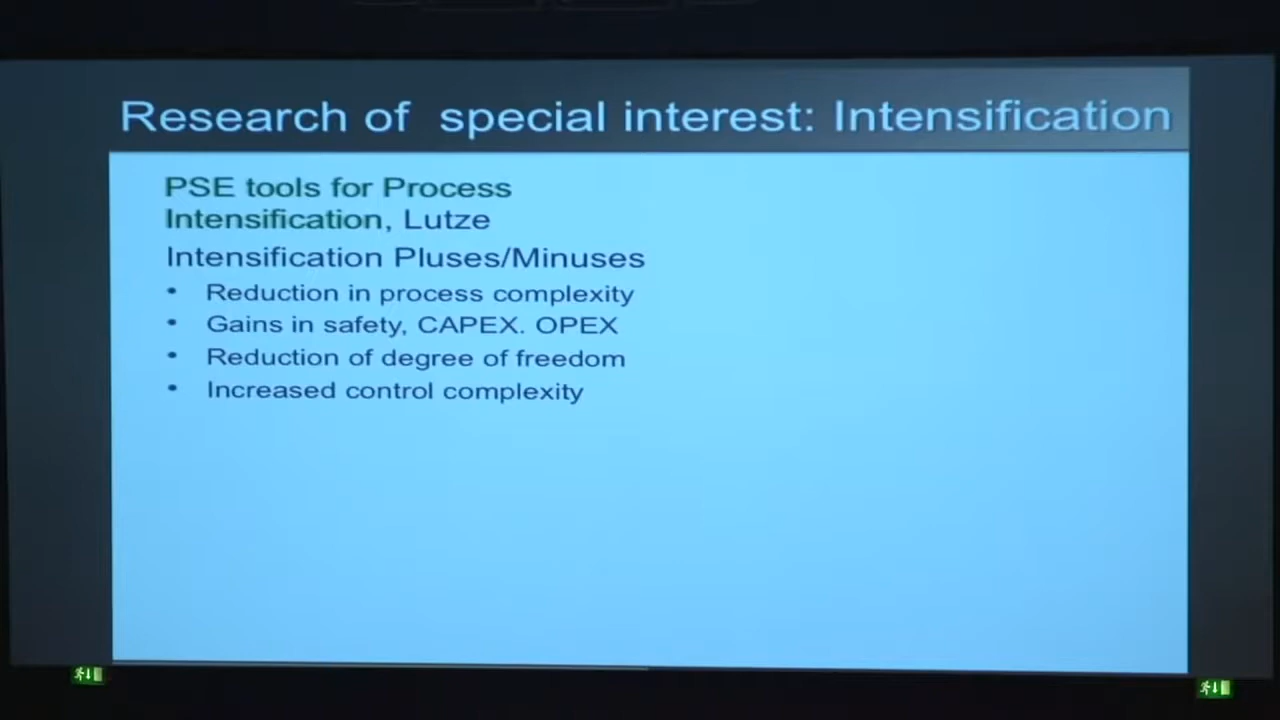 Research of special interest: Intensification
PSE tools for Process
Intensification, Lutze
Intensification Pluses/Minuses
• Reduction in process complexity
• Gains in safety, CAPEX. OPEX
• Reduction of degree of freedom
• Increased control complexity